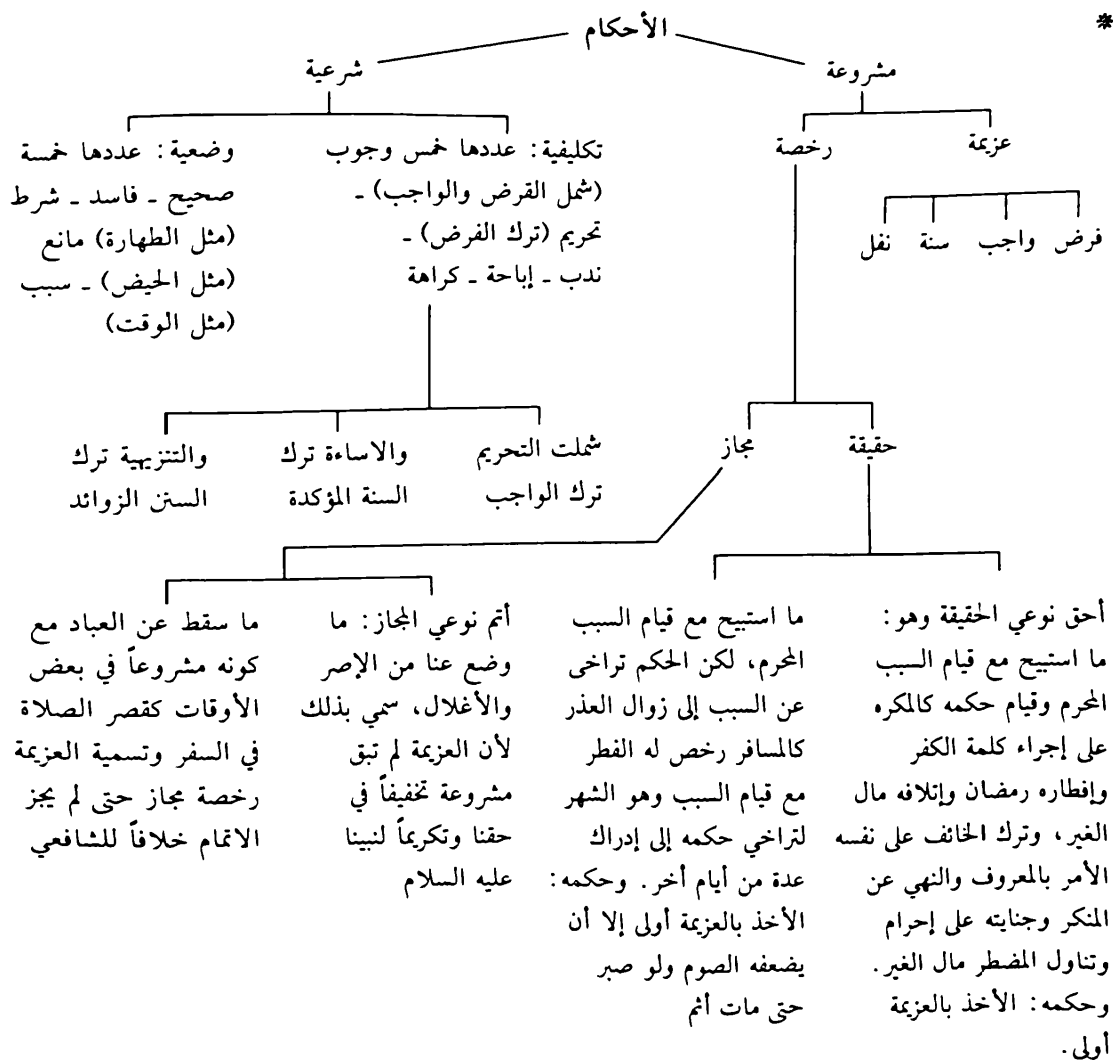 *
الأحكام
مشروعة
شرعية
عزيمة
رخصة
فرض
واجب
سنة
نفل
تكليفية: عددها خمس وجوب
(شمل القرض والواجب) ـ
تحريم (ترك الفرض) ـ
ندب ـ إباحة ـ كراهة
وضعية: عددها خمسة
صحيح ـ فاسد ـ شرط
(مثل الطهارة) مانع
(مثل الحيض) ـ سبب
(مثل الوقت)
شملت التحريم
ترك الواجب
والاساءة ترك
السنة المؤكدة
والتنزيهية ترك
السنن الزوائد
حقيقة
مجاز
أحق نوعي الحقيقة وهو:
ما استبيح مع قيام السبب
المحرم وقيام حكمه كالمكره
على إجراء كلمة الكفر
وإفطاره رمضان وإتلافه مال
الغير، وترك الخائف على نفسه
الأمر بالمعروف والنهي عن
المنكر وجنايته على إحرام
وتناول المضطر مال الغير.
وحكمه: الأخذ بالعزيمة
أولى.
ما استبيح مع قيام السبب
المحرم، لكن الحكم تراخى
عن السبب إلى زوال العذر
كالمسافر رخص له الفطر
مع قيام السبب وهو الشهر
لتراخي حكمه إلى إدراك
عدة من أيام أخر. وحكمه:
الأخذ بالعزيمة أولى إلا أن
يضعفه الصوم ولو صبر
حتى مات أثم
أتم نوعي المجاز: ما
وضع عنا من الإصر
والأغلال، سمي بذلك
لأن العزيمة لم تبق
مشروعة تخفيفاً في
حقنا وتكريماً لنبينا
عليه السلام
ما سقط عن العباد مع
كونه مشروعاً في بعض
الأوقات كقصر الصلاة
في السفر وتسمية العزيمة
رخصة مجاز حتى لم يجز
الاتمام خلافاً للشافعي